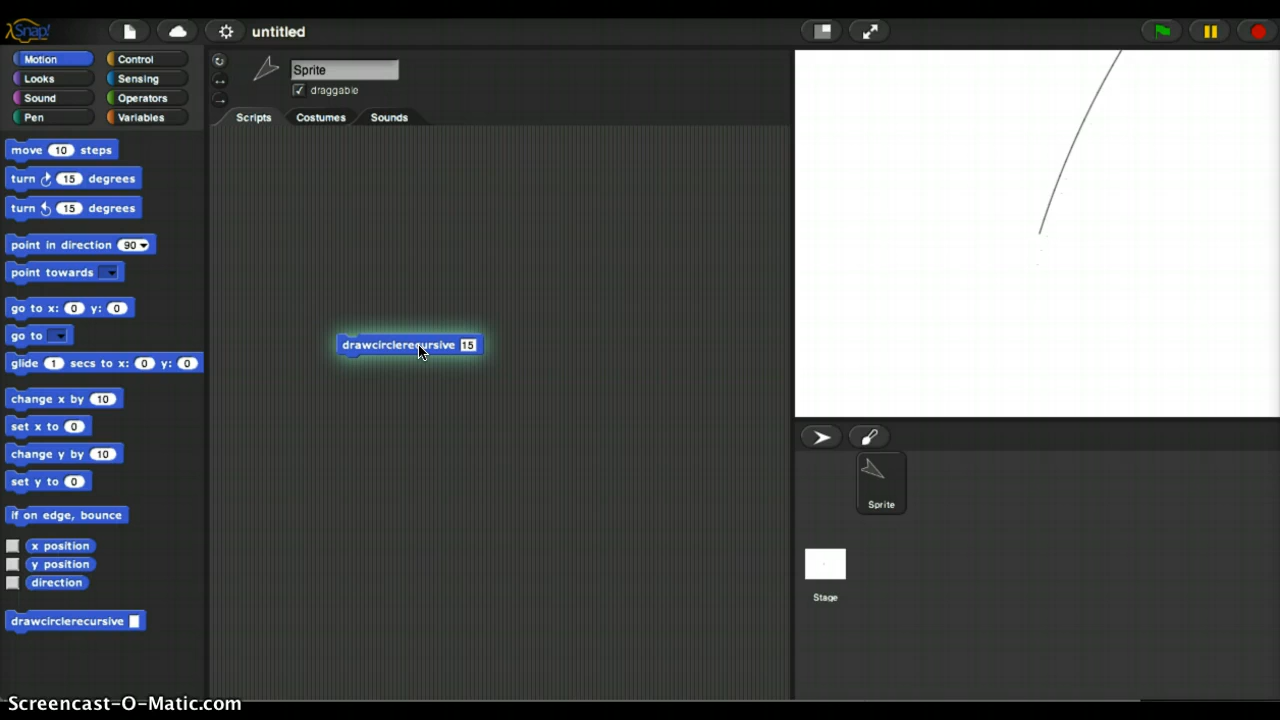 Snap!
untitled
Motion
Control
Looks
Sensing
Sound
Operators
Pen
Variables
Sprite
draggable
Scripts
Costumes
Sounds
move 10 steps
turn 15 degrees
turn 15 degrees
point in direction 90
point towards
go to x: 0 y: 0
go to
glide 1 secs to x: 0 y: 0
change x by 10
set x to 0
change y by 10
set y to 0
if on edge, bounce
x position
y position
direction
drawcirclerecursive
drawcirclerecursive 15
Sprite
Stage
Screencast-O-Matic.com